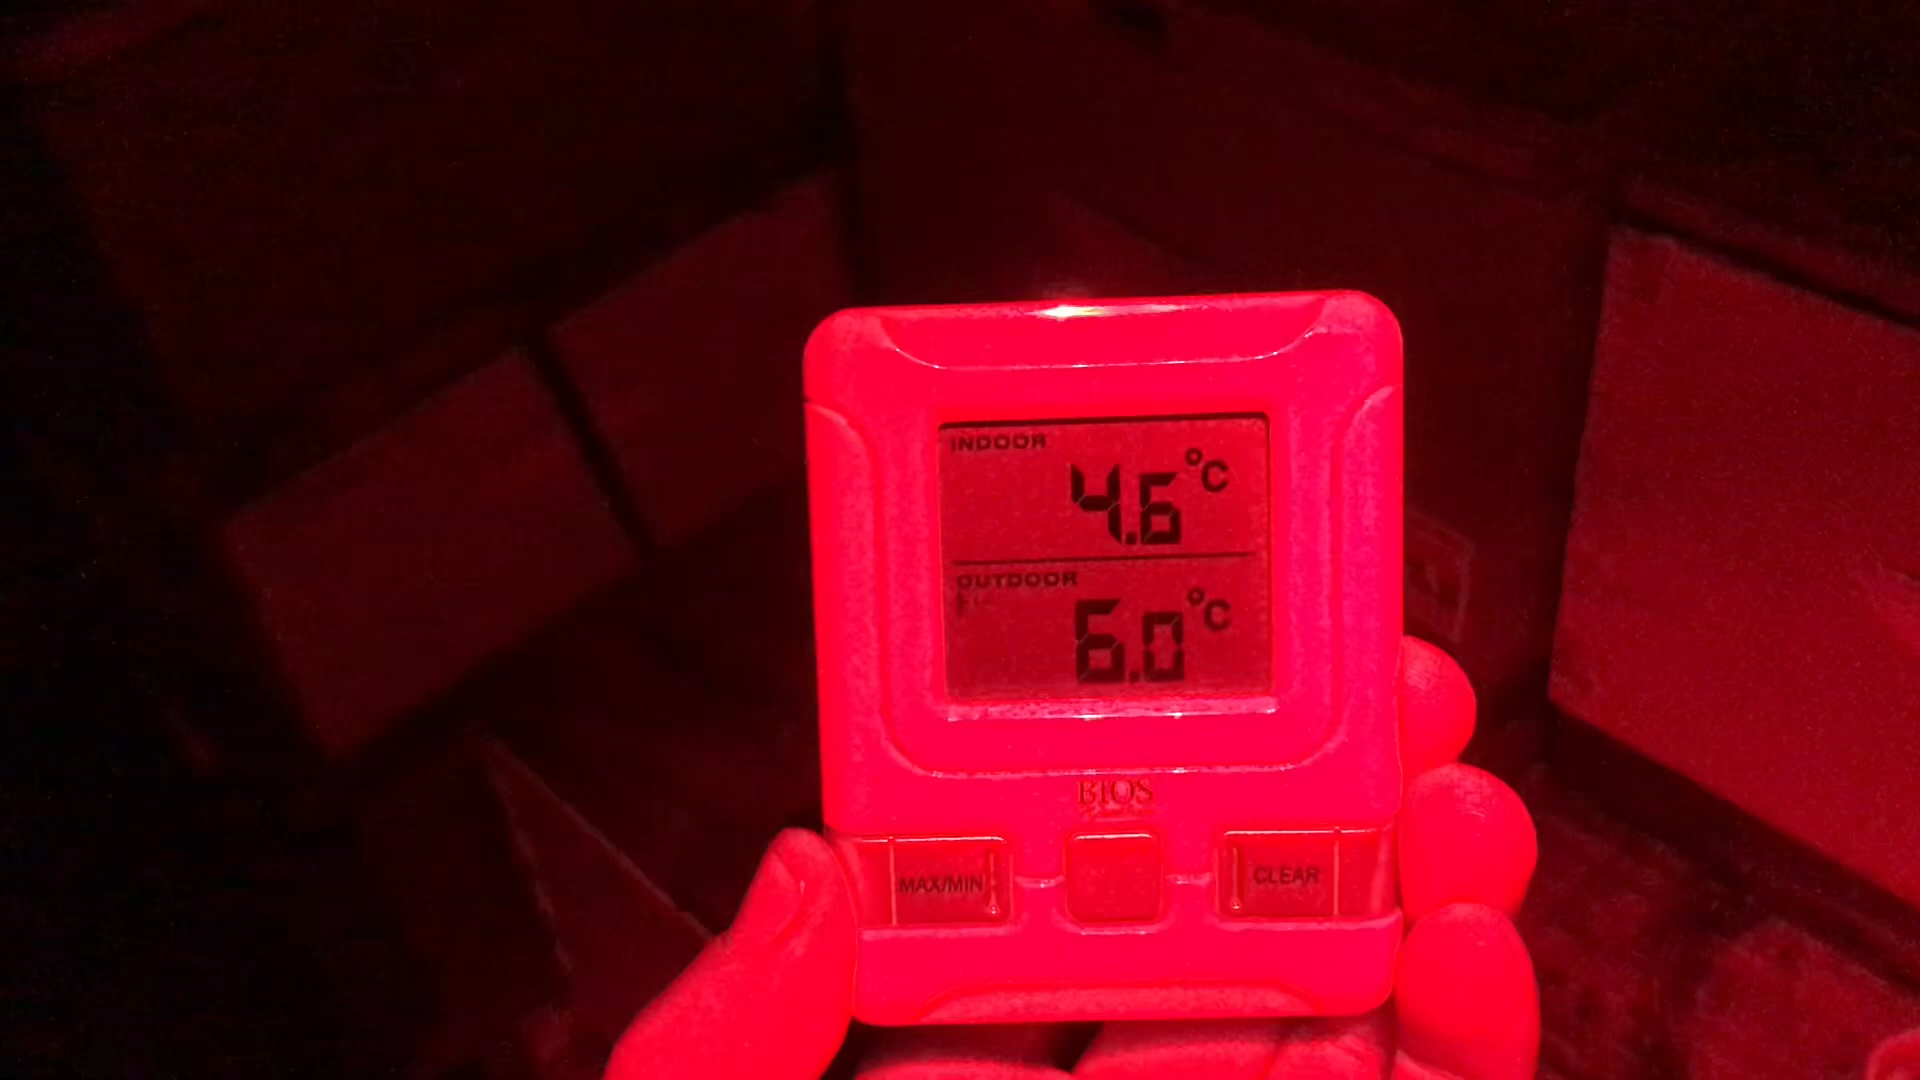 INDOOR
4.6°C
OUTDOOR
6.0°C
BIOS
MAX/MIN
CLEAR